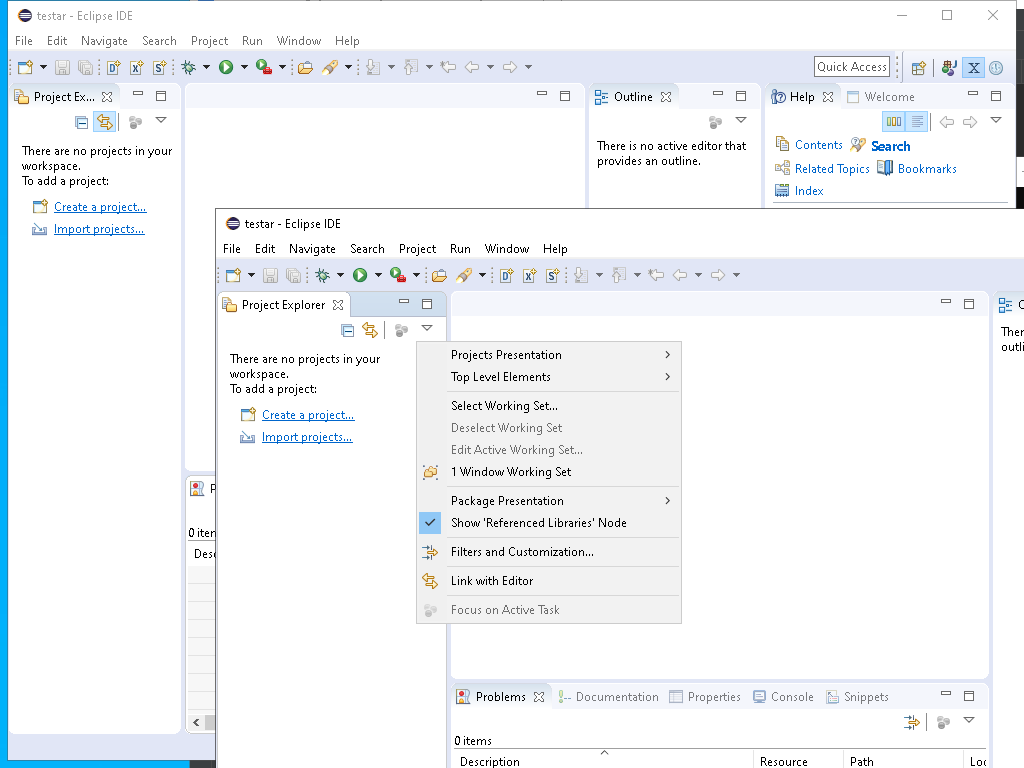 testar - Eclipse IDE
File Edit Navigate Search Project Run Window Help
Quick Access
Project Ex...
Outline
Help
Welcome
There are no projects in your
workspace.
To add a project:
Create a project...
Import projects...
There is no active editor that
provides an outline.
Contents
Search
Related Topics
Bookmarks
Index
0 iten
Desc
testar - Eclipse IDE
File Edit Navigate Search Project Run Window Help
Project Explorer
There are no projects in your
workspace.
To add a project:
Create a project...
Import projects...
Projects Presentation
Top Level Elements
Select Working Set...
Deselect Working Set
Edit Active Working Set...
1 Window Working Set
Package Presentation
Show 'Referenced Libraries' Node
Filters and Customization...
Link with Editor
Focus on Active Task
Ther
outli
Problems
Documentation
Properties
Console
Snippets
0 items
Description Resource Path Loc